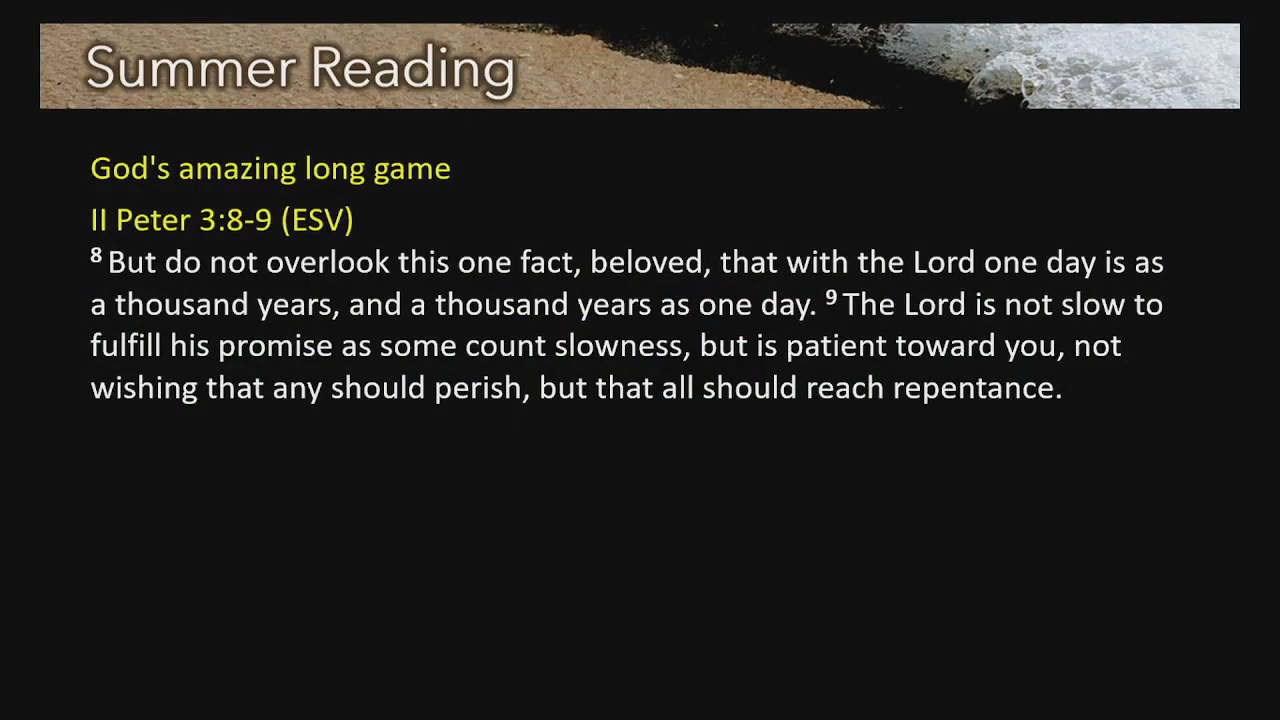 Summer Reading
God's amazing long game
II Peter 3:8-9 (ESV)
8 But do not overlook this one fact, beloved, that with the Lord one day is as
a thousand years, and a thousand years as one day. 9 The Lord is not slow to
fulfill his promise as some count slowness, but is patient toward you, not
wishing that any should perish, but that all should reach repentance.